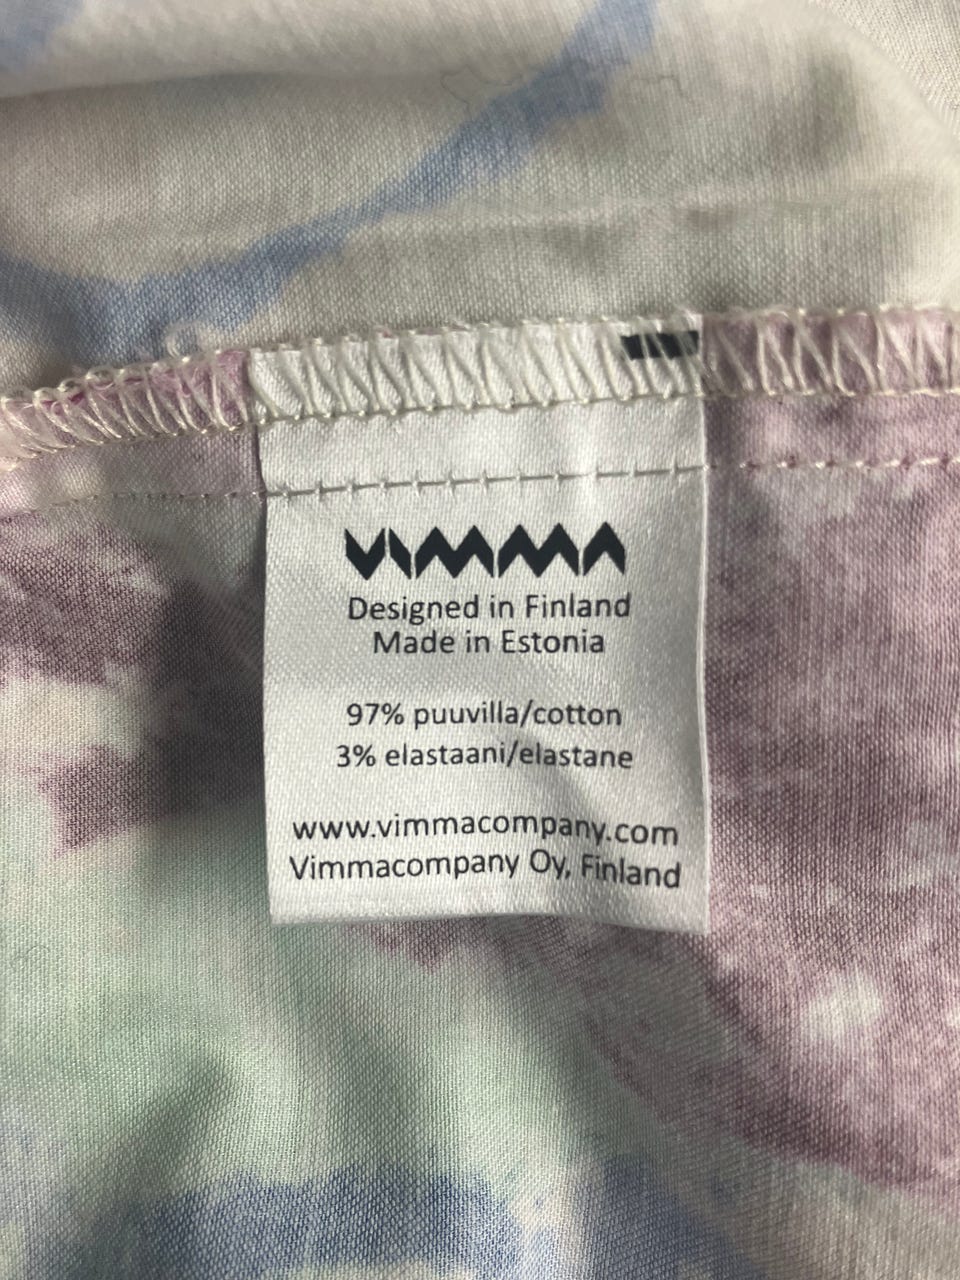 VIMMA
Designed in Finland
Made in Estonia
97% puuvilla/cotton
3% elastaani/elastane
www.vimmacompany.com
Vimmacompany Oy, Finland